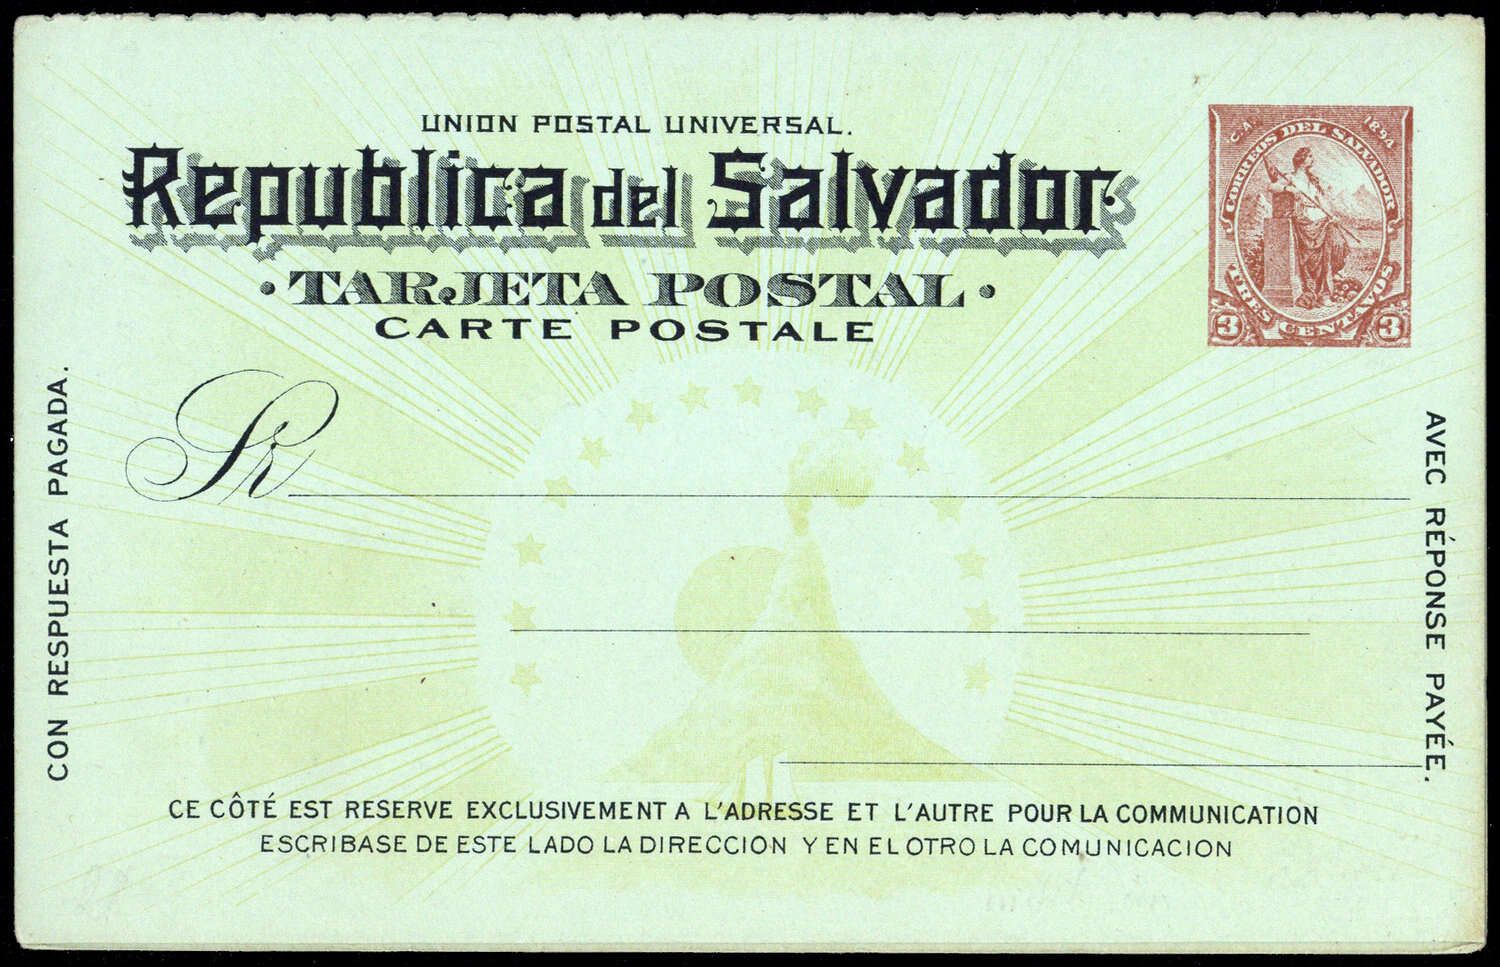 UNION POSTAL UNIVERSAL.
Republica del Salvador
· TARJETA POSTAL ·
CARTE POSTALE
C.A. 1894
CORREOS DEL SALVADOR
TRES CENTAVOS
3 3
CON RESPUESTA PAGADA.
Sr
AVEC RÉPONSE PAYÉE.
CE CÔTÉ EST RESERVE EXCLUSIVEMENT A L'ADRESSE ET L'AUTRE POUR LA COMMUNICATION
ESCRIBASE DE ESTE LADO LA DIRECCION Y EN EL OTRO LA COMUNICACION